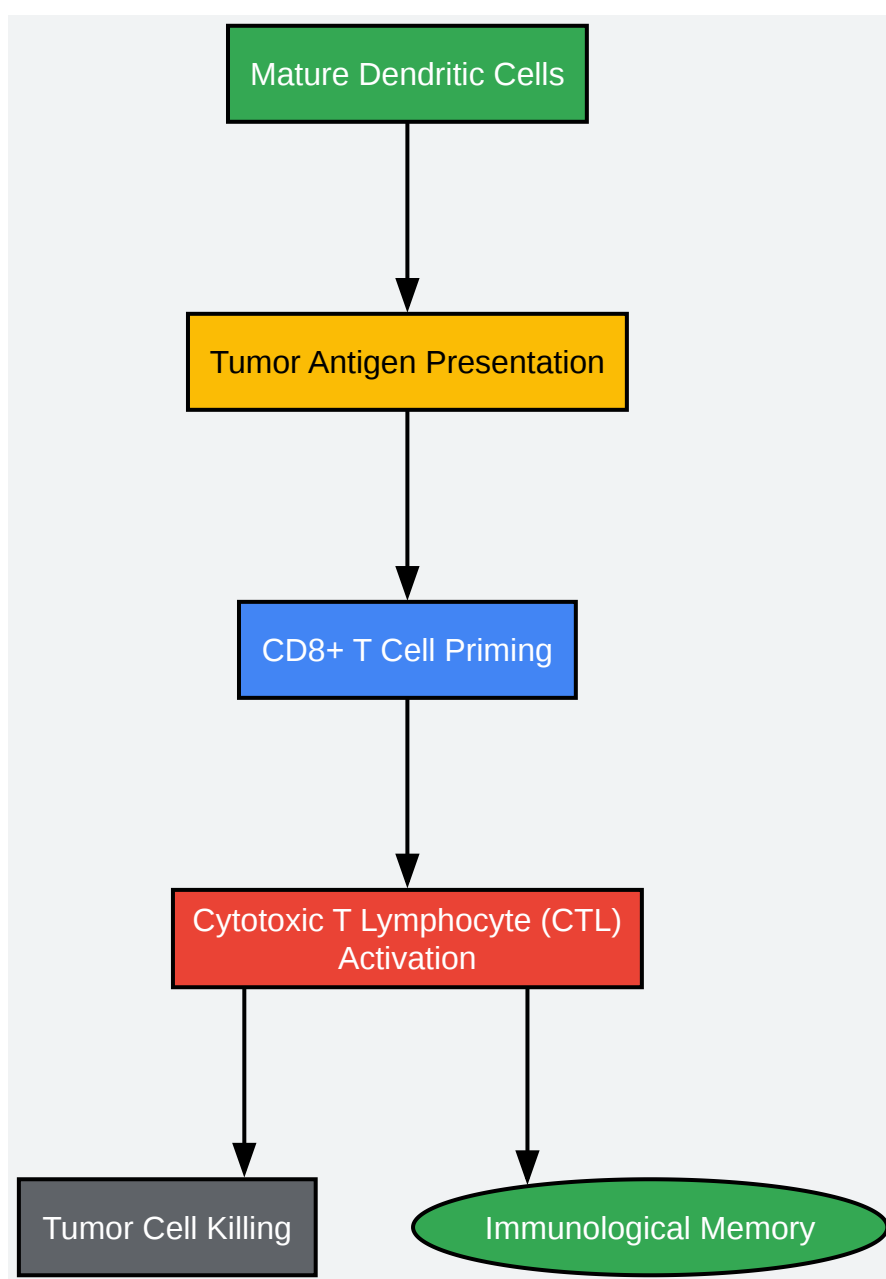 Mature Dendritic Cells
Tumor Antigen Presentation
CD8+ T Cell Priming
Cytotoxic T Lymphocyte (CTL)
Activation
Tumor Cell Killing
Immunological Memory